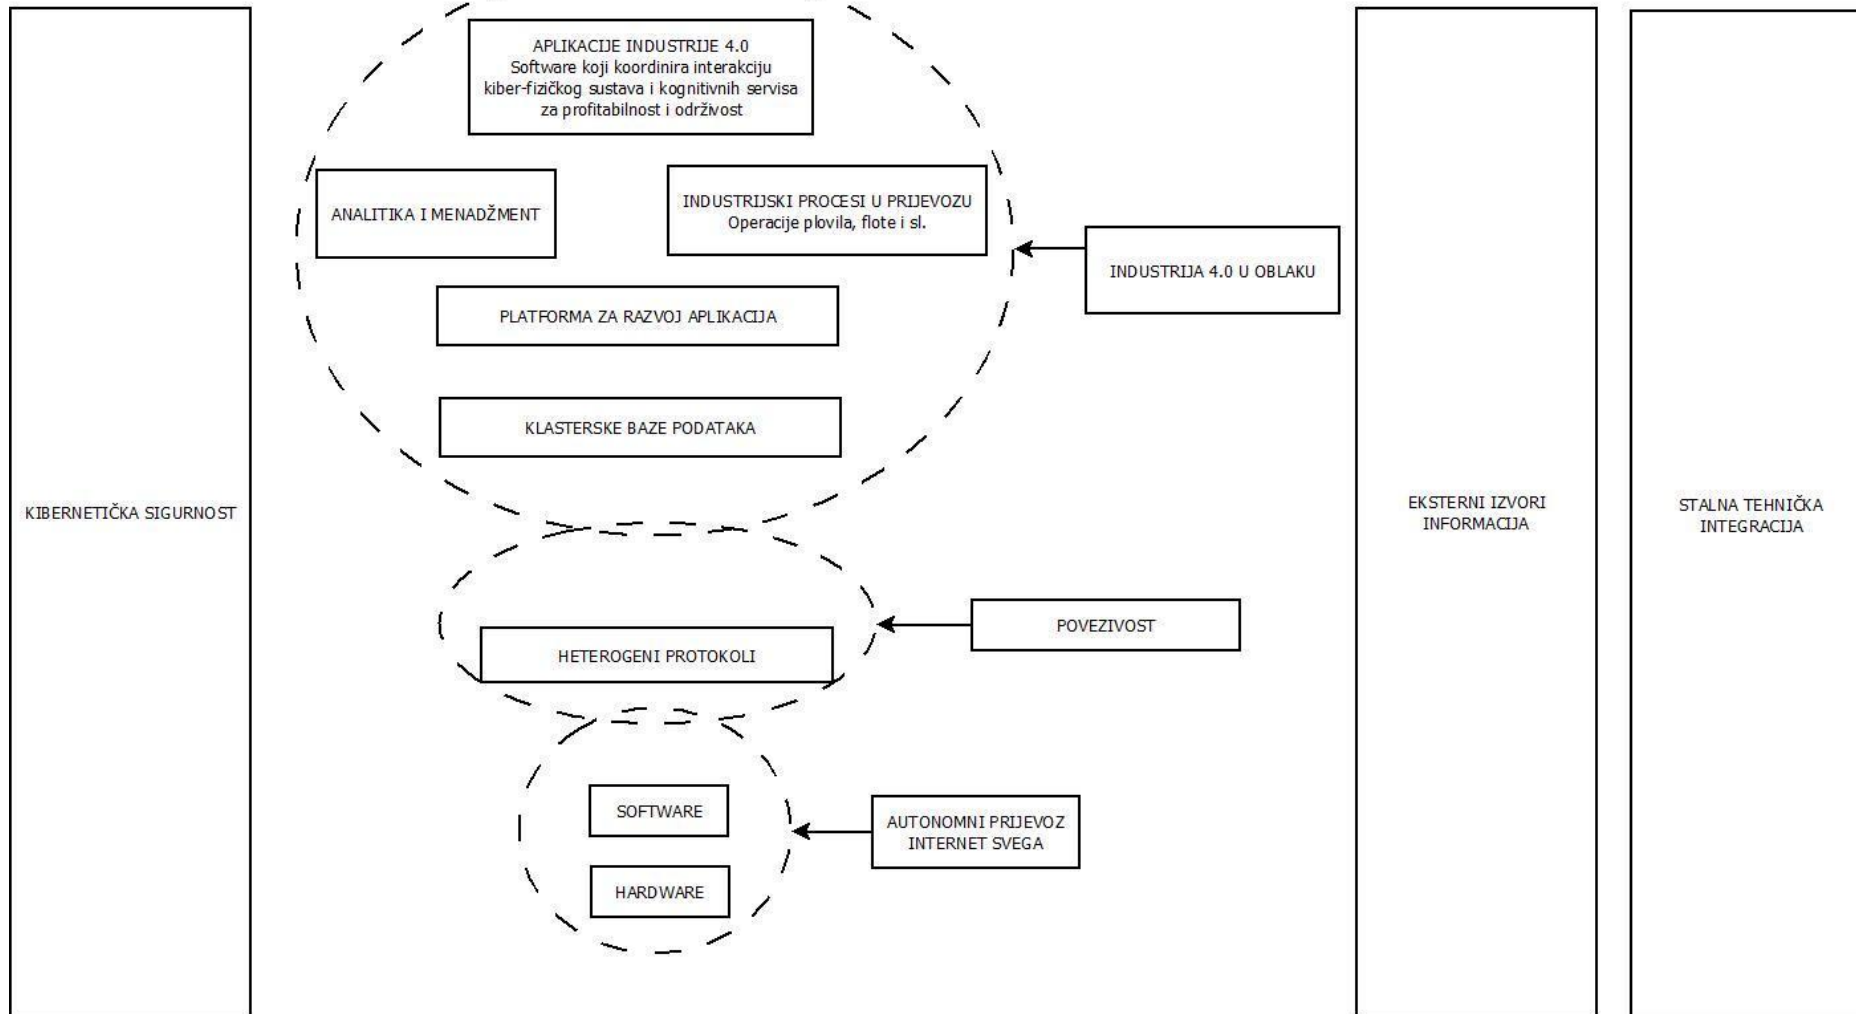 APLIKACIJE INDUSTRIJE 4.0
Software koji koordinira interakciju
kiber-fizičkog sustava i kognitivnih servisa
za profitabilnost i održivost
ANALITIKA I MENADŽMENT
INDUSTRIJSKI PROCESI U PRIJEVOZU
Operacije plovila, flote i sl.
INDUSTRIJA 4.0 U OBLAKU
PLATFORMA ZA RAZVOJ APLIKACIJA
KLASTERSKE BAZE PODATAKA
KIBERNETIČKA SIGURNOST
EKSTERNI IZVORI
INFORMACIJA
STALNA TEHNIČKA
INTEGRACIJA
POVEZIVOST
HETEROGENI PROTOKOLI
SOFTWARE
AUTONOMNI PRIJEVOZ
INTERNET SVEGA
HARDWARE